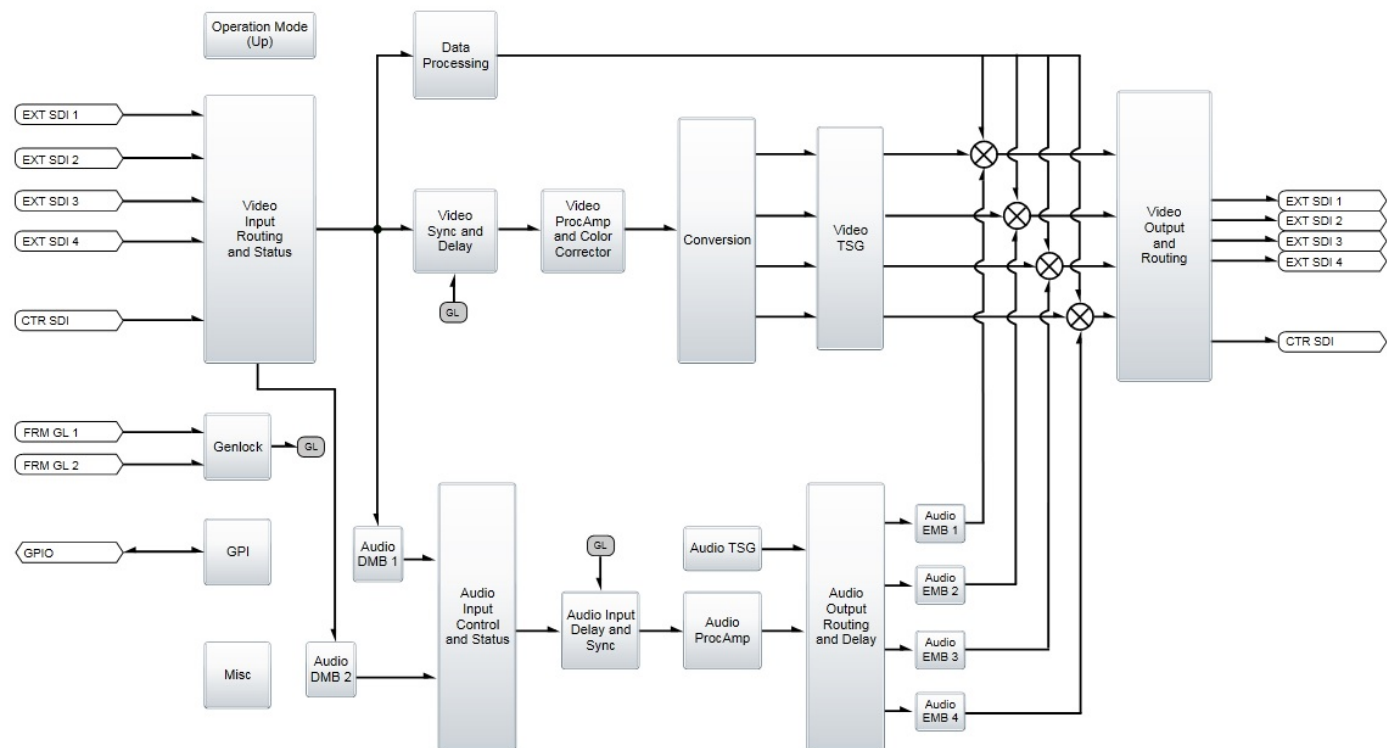 Operation Mode
(Up)
Data
Processing
EXT SDI 1
EXT SDI 2
EXT SDI 3
EXT SDI 4
CTR SDI
Video
Input
Routing
and Status
Video
Sync and
Delay
GL
Video
ProcAmp
and Color
Corrector
Conversion
Video
TSG
Video
Output
and
Routing
EXT SDI 1
EXT SDI 2
EXT SDI 3
EXT SDI 4
CTR SDI
FRM GL 1
FRM GL 2
Genlock
GL
GPIO
GPI
Misc
Audio
DMB 1
Audio
DMB 2
Audio
Input
Control
and Status
GL
Audio Input
Delay and
Sync
Audio TSG
Audio
ProcAmp
Audio
Output
Routing
and Delay
Audio
EMB 1
Audio
EMB 2
Audio
EMB 3
Audio
EMB 4